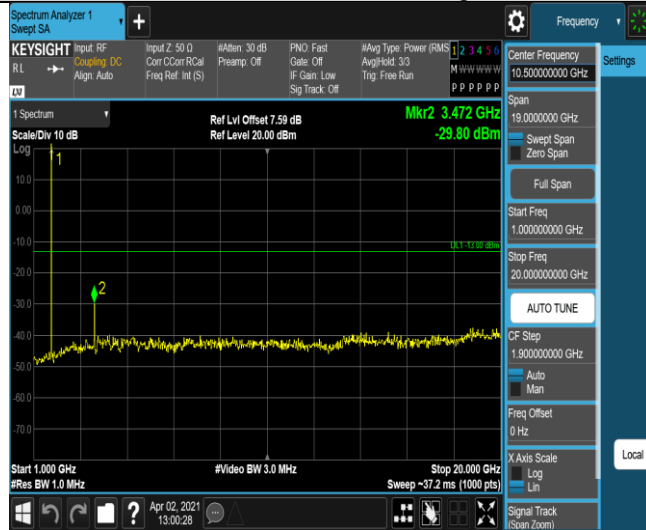 Spectrum Analyzer 1
Swept SA
Frequency
KEYSIGHT
RL
LXI
Input: RF
Coupling: DC
Align: Auto
Input Z: 50 Ω
Corr CCorr RCal
Freq Ref: Int (S)
#Atten: 30 dB
Preamp: Off
PNO: Fast
Gate: Off
IF Gain: Low
Sig Track: Off
#Avg Type: Power (RMS
Avg|Hold: 3/3
Trig: Free Run
1 2 3 4 5 6
M W W W W W
P P P P P P
1 Spectrum
Scale/Div 10 dB
Log
Ref Lvl Offset 7.59 dB
Ref Level 20.00 dBm
Mkr2 3.472 GHz
-29.80 dBm
1
10.0
0.00
-10.0
DL1 -13.00 dBm
-20.0
2
-30.0
-40.0
-50.0
-60.0
-70.0
Start 1.000 GHz
#Res BW 1.0 MHz
#Video BW 3.0 MHz
Stop 20.000 GHz
Sweep ~37.2 ms (1000 pts)
?
Apr 02, 2021
13:00:28
Center Frequency
10.500000000 GHz
Settings
Span
19.0000000 GHz
Swept Span
Zero Span
Full Span
Start Freq
1.000000000 GHz
Stop Freq
20.000000000 GHz
AUTO TUNE
CF Step
1.900000000 GHz
Auto
Man
Freq Offset
0 Hz
X Axis Scale
Log
Lin
Local
Signal Track
(Span Zoom)